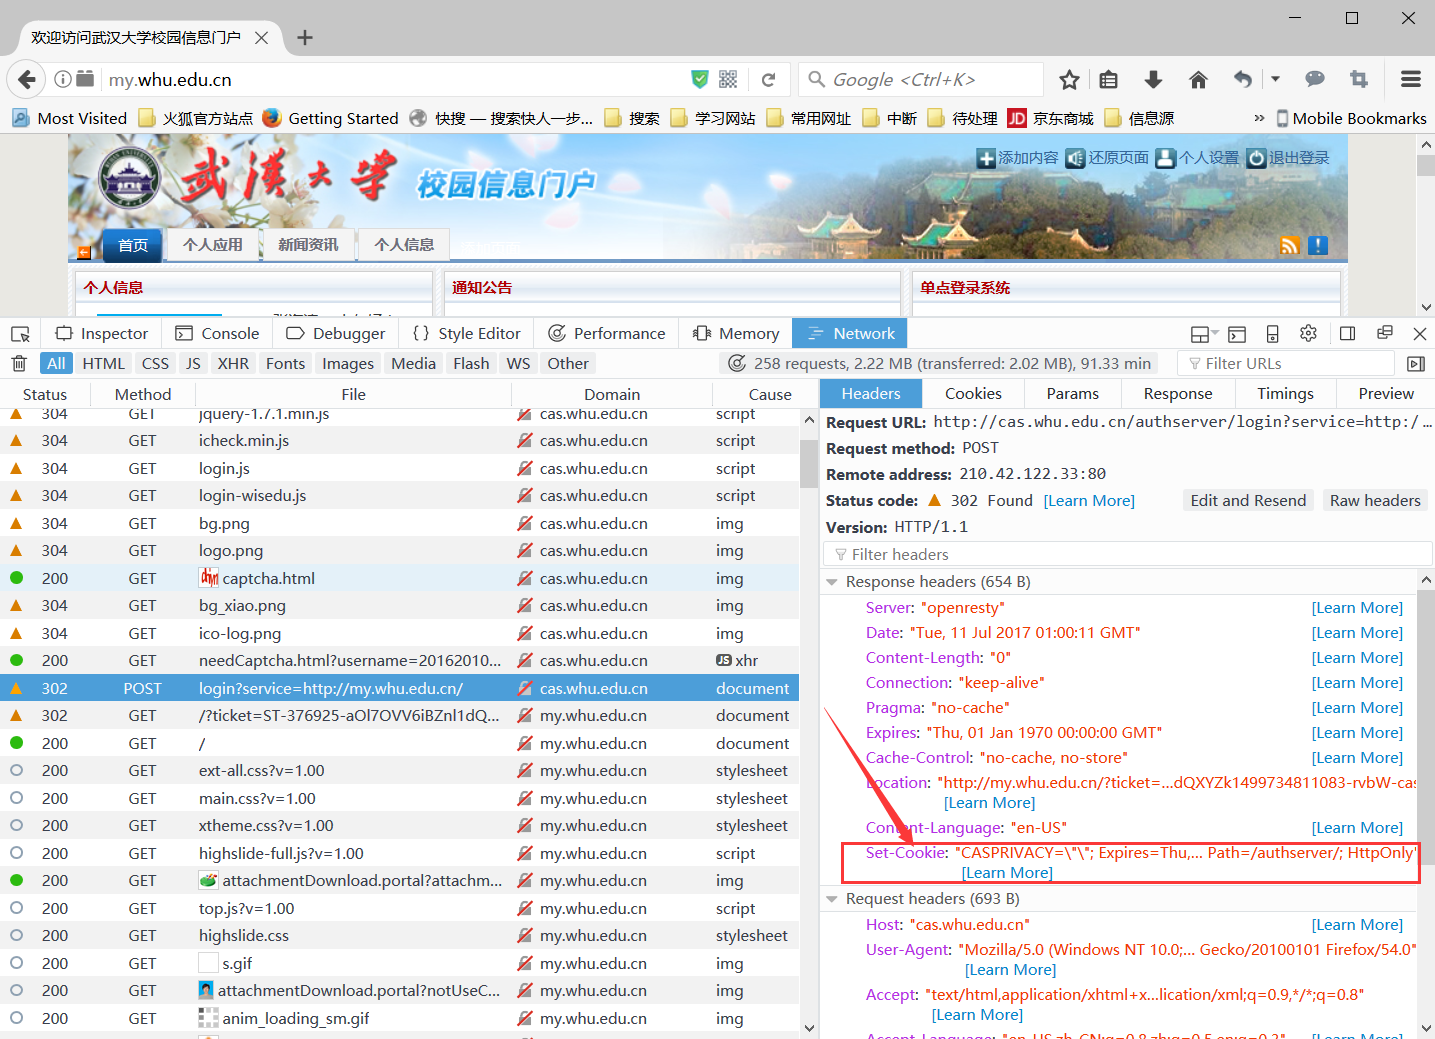 欢迎访问武汉大学校园信息门户
my.whu.edu.cn
Google <Ctrl+K>
Most Visited 火狐官方站点 Getting Started 快搜 — 搜索快人一步... 搜索 学习网站 常用网址 中断 待处理 JD 京东商城 信息源 » Mobile Bookmarks
武漢大学 校园信息门户
添加内容 还原页面 个人设置 退出登录
首页 个人应用 新闻资讯 个人信息
个人信息 通知公告 单点登录系统
Inspector Console Debugger Style Editor Performance Memory Network
All HTML CSS JS XHR Fonts Images Media Flash WS Other 258 requests, 2.22 MB (transferred: 2.02 MB), 91.33 min Filter URLs
Status Method File Domain Cause
304 GET jquery-1.7.1.min.js cas.whu.edu.cn script
304 GET icheck.min.js cas.whu.edu.cn script
304 GET login.js cas.whu.edu.cn script
304 GET login-wisedu.js cas.whu.edu.cn script
304 GET bg.png cas.whu.edu.cn img
304 GET logo.png cas.whu.edu.cn img
200 GET captcha.html cas.whu.edu.cn img
304 GET bg_xiao.png cas.whu.edu.cn img
304 GET ico-log.png cas.whu.edu.cn img
200 GET needCaptcha.html?username=20162010... cas.whu.edu.cn JS xhr
302 POST login?service=http://my.whu.edu.cn/ cas.whu.edu.cn document
302 GET /?ticket=ST-376925-aOl7OVV6iBZnl1dQ... my.whu.edu.cn document
200 GET / my.whu.edu.cn document
200 GET ext-all.css?v=1.00 my.whu.edu.cn stylesheet
200 GET main.css?v=1.00 my.whu.edu.cn stylesheet
200 GET xtheme.css?v=1.00 my.whu.edu.cn stylesheet
200 GET highslide-full.js?v=1.00 my.whu.edu.cn script
200 GET attachmentDownload.portal?attachm... my.whu.edu.cn img
200 GET top.js?v=1.00 my.whu.edu.cn script
200 GET highslide.css my.whu.edu.cn stylesheet
200 GET s.gif my.whu.edu.cn img
200 GET attachmentDownload.portal?notUseC... my.whu.edu.cn img
200 GET anim_loading_sm.gif my.whu.edu.cn img
Headers Cookies Params Response Timings Preview
Request URL: http://cas.whu.edu.cn/authserver/login?service=http:/...
Request method: POST
Remote address: 210.42.122.33:80
Status code: 302 Found [Learn More] Edit and Resend Raw headers
Version: HTTP/1.1
Filter headers
Response headers (654 B)
Server: "openresty" [Learn More]
Date: "Tue, 11 Jul 2017 01:00:11 GMT" [Learn More]
Content-Length: "0" [Learn More]
Connection: "keep-alive" [Learn More]
Pragma: "no-cache" [Learn More]
Expires: "Thu, 01 Jan 1970 00:00:00 GMT" [Learn More]
Cache-Control: "no-cache, no-store" [Learn More]
Location: "http://my.whu.edu.cn/?ticket=...dQXYZk1499734811083-rvbW-cas
[Learn More]
Content-Language: "en-US" [Learn More]
Set-Cookie: "CASPRIVACY=\"\"; Expires=Thu,... Path=/authserver/; HttpOnly"
[Learn More]
Request headers (693 B)
Host: "cas.whu.edu.cn" [Learn More]
User-Agent: "Mozilla/5.0 (Windows NT 10.0;... Gecko/20100101 Firefox/54.0"
[Learn More]
Accept: "text/html,application/xhtml+x...lication/xml;q=0.9,*/*;q=0.8"
[Learn More]
Accept-Language: "en-US,zh-CN;q=0.8,zh;q=0.5,en;q=0.3"